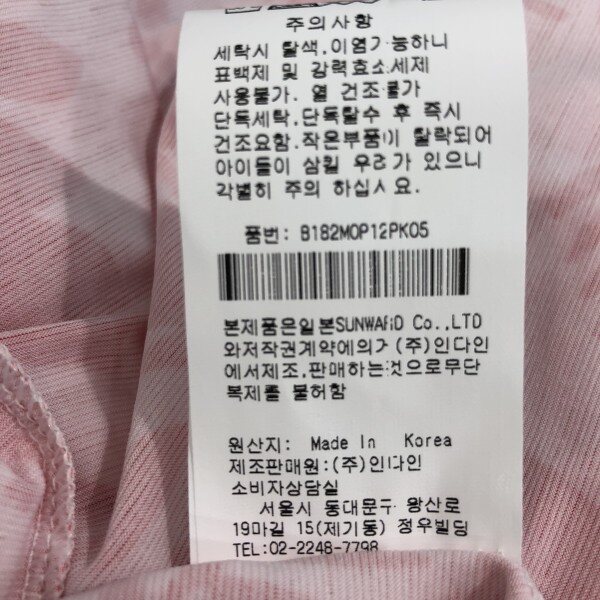 주의사항
세탁시 탈색,이염가능하니
표백제 및 강력효소세제
사용불가. 열 건조불가
단독세탁,단독탈수 후 즉시
건조요함.작은부품이 탈락되어
아이들이 삼킬 우려가 있으니
각별히 주의 하십시요.
품번: B182MOP12PK05
본제품은일본SUNWARD Co.,LTD
와저작권계약에의거 (주)인다인
에서제조,판매하는것으로무단
복제를 불허함
원산지: Made In Korea
제조판매원:(주)인다인
소비자상담실
서울시 동대문구 왕산로
19마길 15(제기동) 정우빌딩
TEL:02-2248-7798